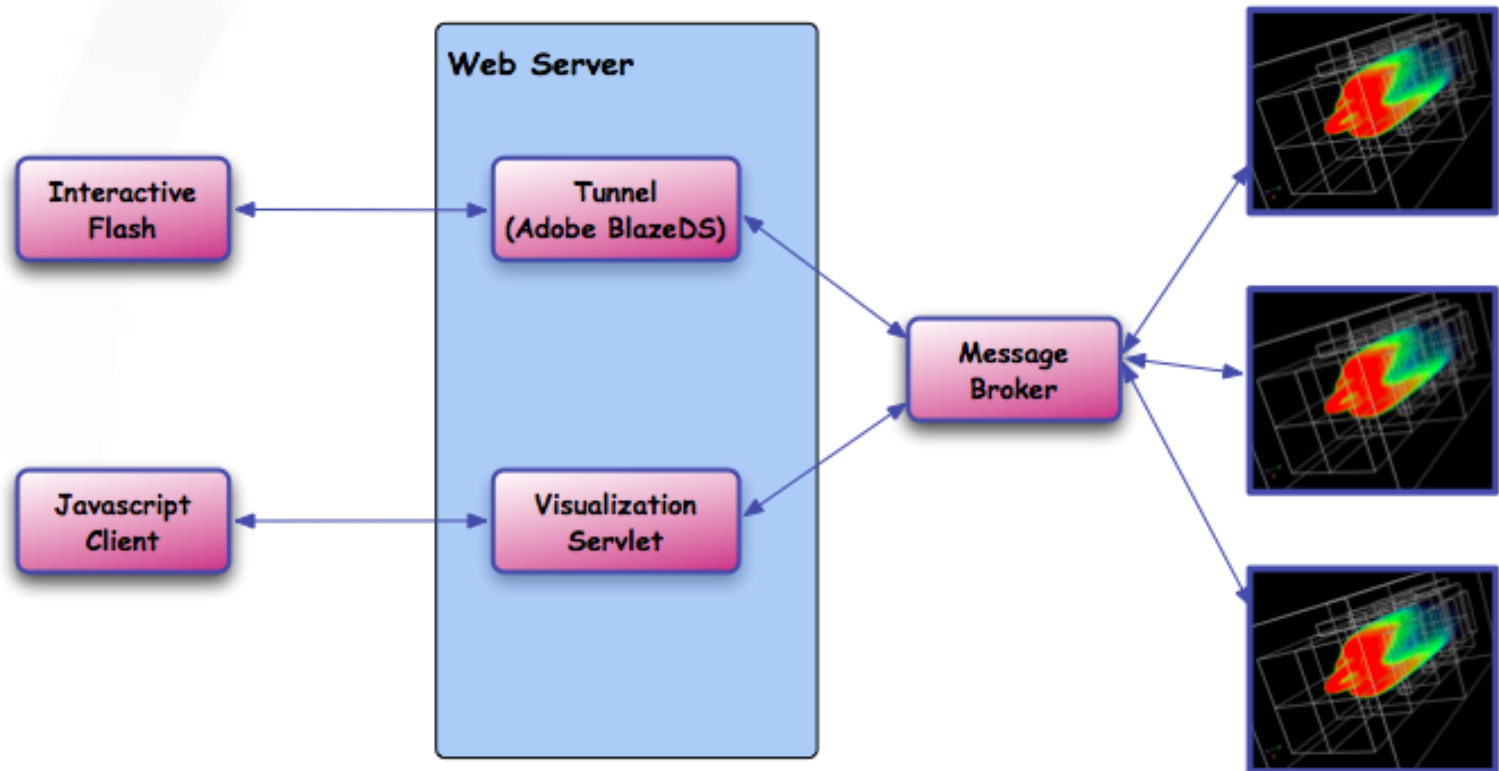 Web Server
Interactive
Flash
Tunnel
(Adobe BlazeDS)
Message
Broker
Javascript
Client
Visualization
Servlet